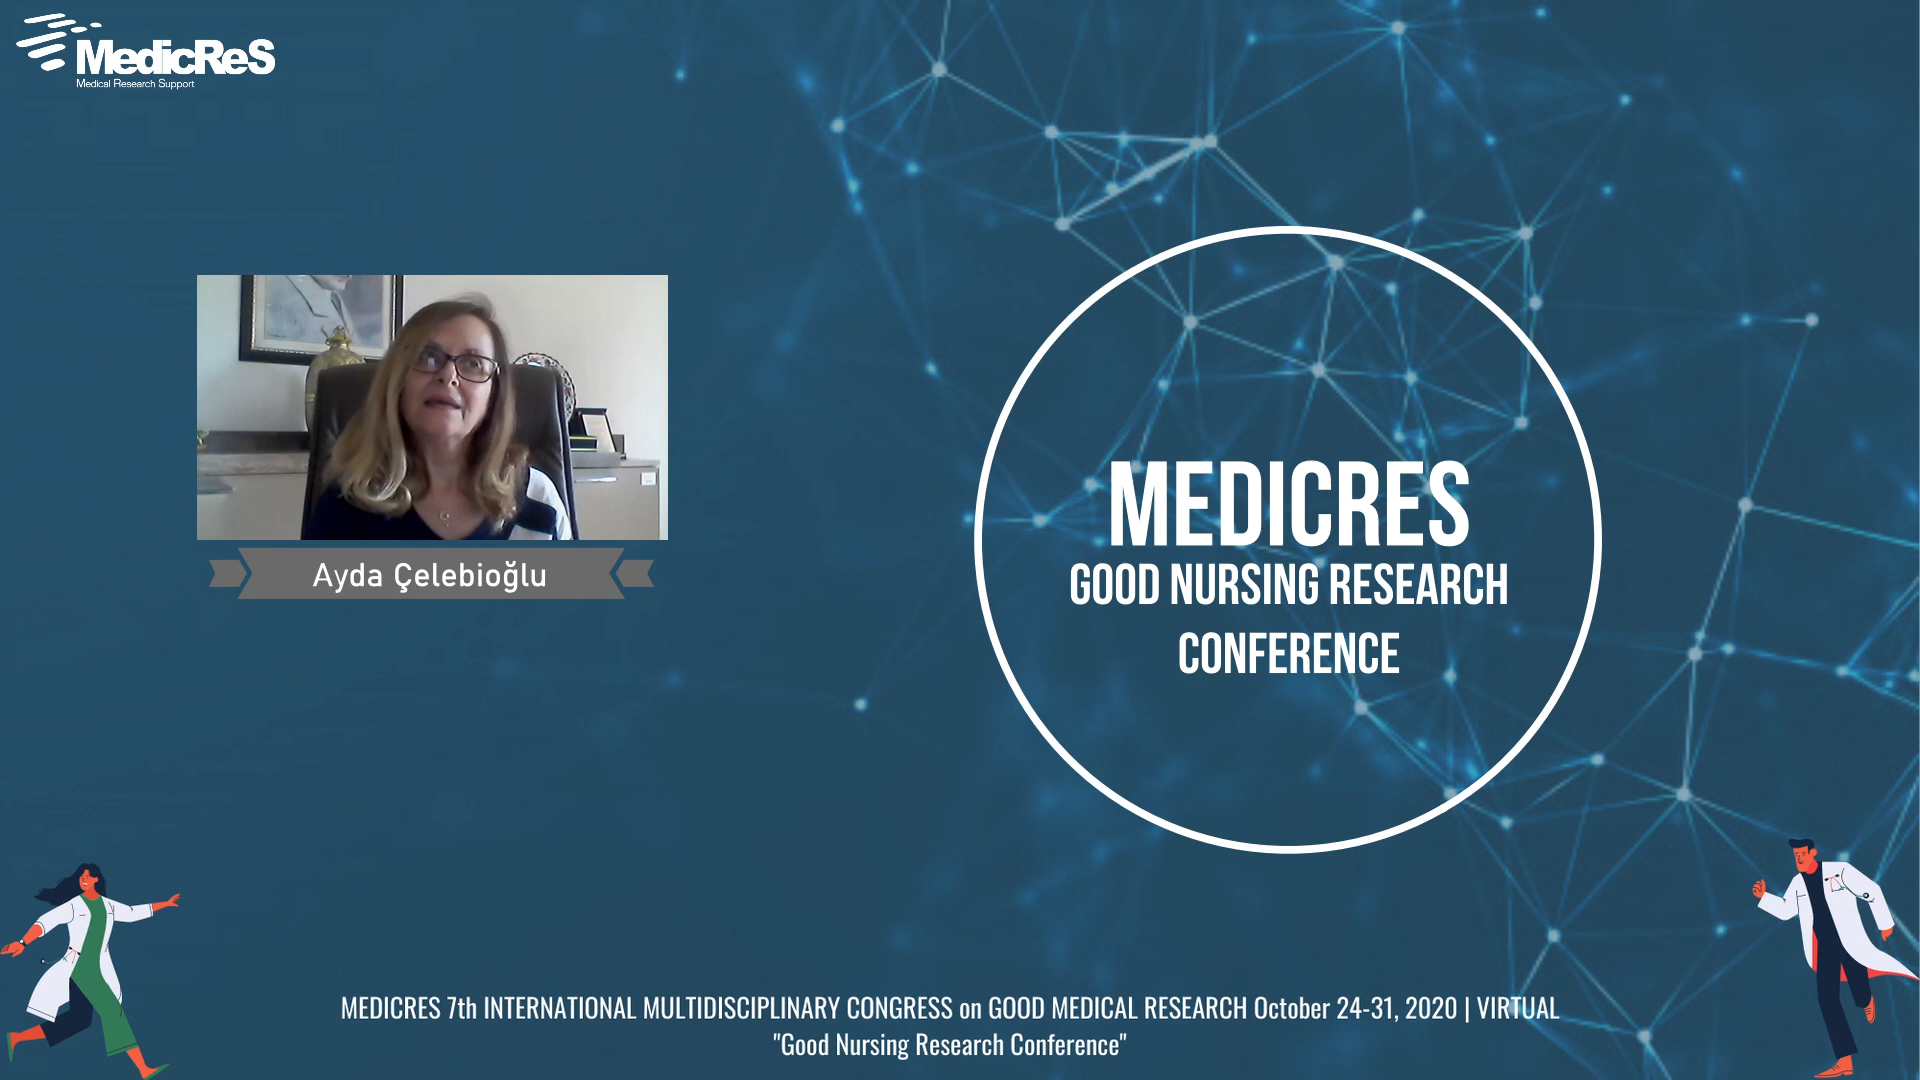 MedicReS
Medical Research Support
Ayda Çelebioğlu
MEDICRES
GOOD NURSING RESEARCH
CONFERENCE
MEDICRES 7th INTERNATIONAL MULTIDISCIPLINARY CONGRESS on GOOD MEDICAL RESEARCH October 24-31, 2020 | VIRTUAL
"Good Nursing Research Conference"